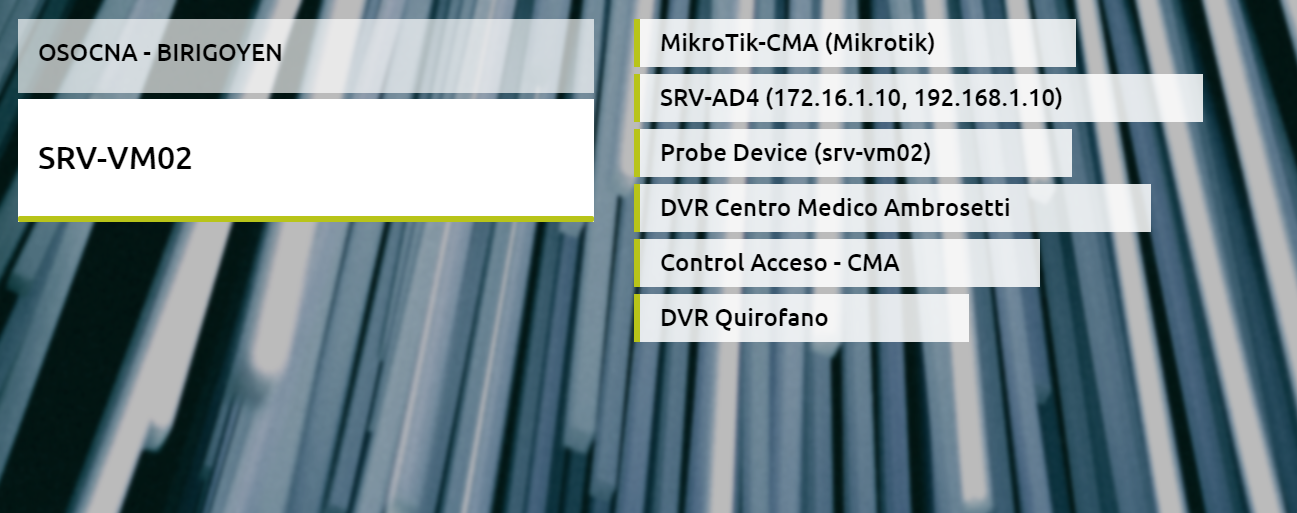 OSOCNA - BIRIGOYEN
SRV-VM02
MikroTik-CMA (Mikrotik)
SRV-AD4 (172.16.1.10, 192.168.1.10)
Probe Device (srv-vm02)
DVR Centro Medico Ambrosetti
Control Acceso - CMA
DVR Quirofano